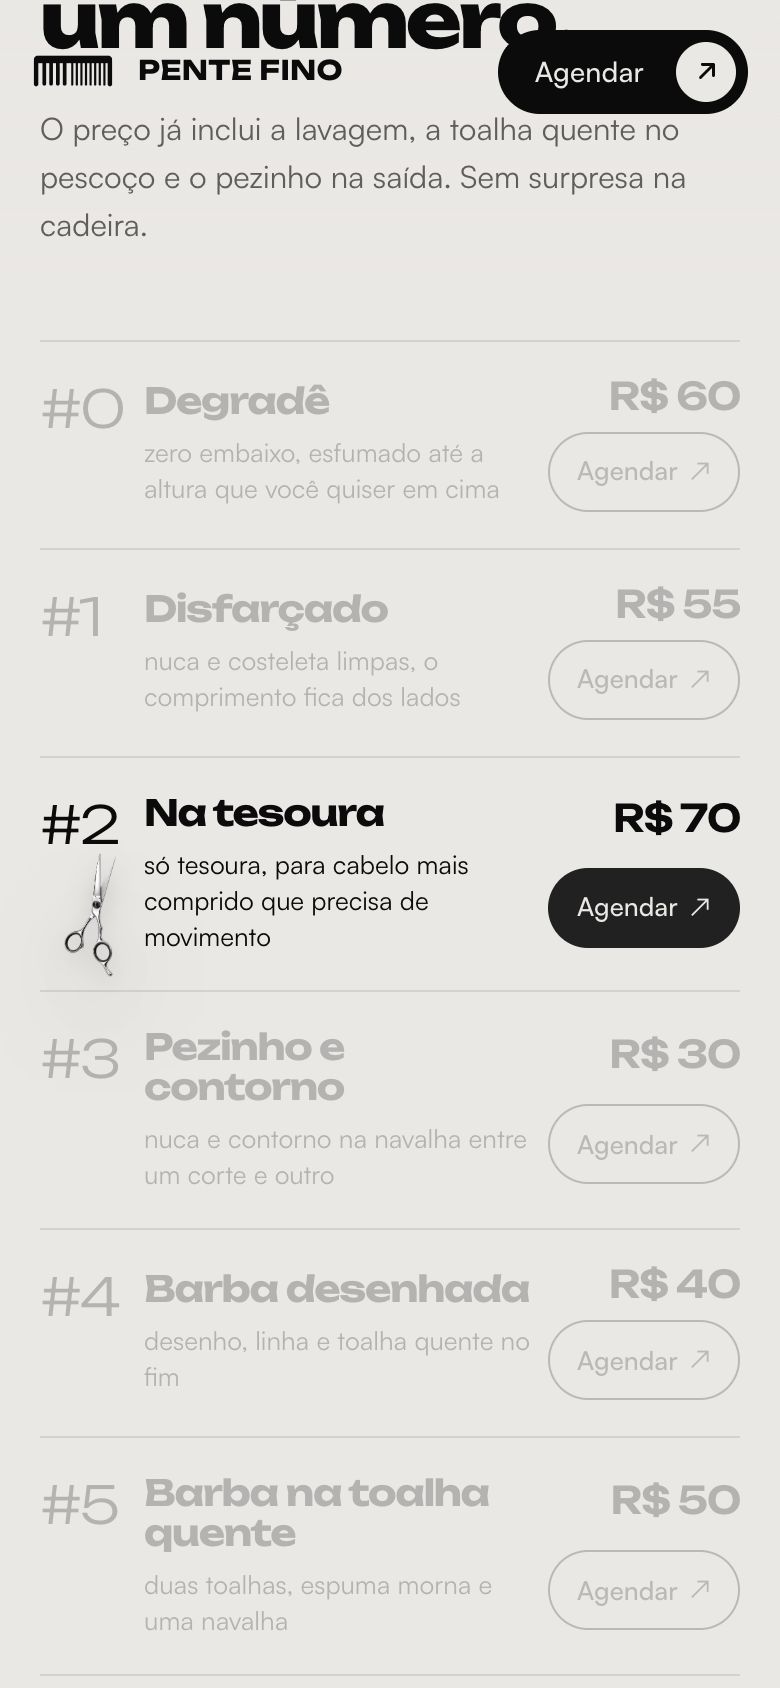 um número.
PENTE FINO
Agendar
O preço já inclui a lavagem, a toalha quente no
pescoço e o pezinho na saída. Sem surpresa na
cadeira.
#0 Degradê R$ 60
zero embaixo, esfumado até a
altura que você quiser em cima
Agendar
#1 Disfarçado R$ 55
nuca e costeleta limpas, o
comprimento fica dos lados
Agendar
#2 Na tesoura R$ 70
só tesoura, para cabelo mais
comprido que precisa de
movimento
Agendar
#3 Pezinho e
contorno
R$ 30
nuca e contorno na navalha entre
um corte e outro
Agendar
#4 Barba desenhada R$ 40
desenho, linha e toalha quente no
fim
Agendar
#5 Barba na toalha
quente
R$ 50
duas toalhas, espuma morna e
uma navalha
Agendar